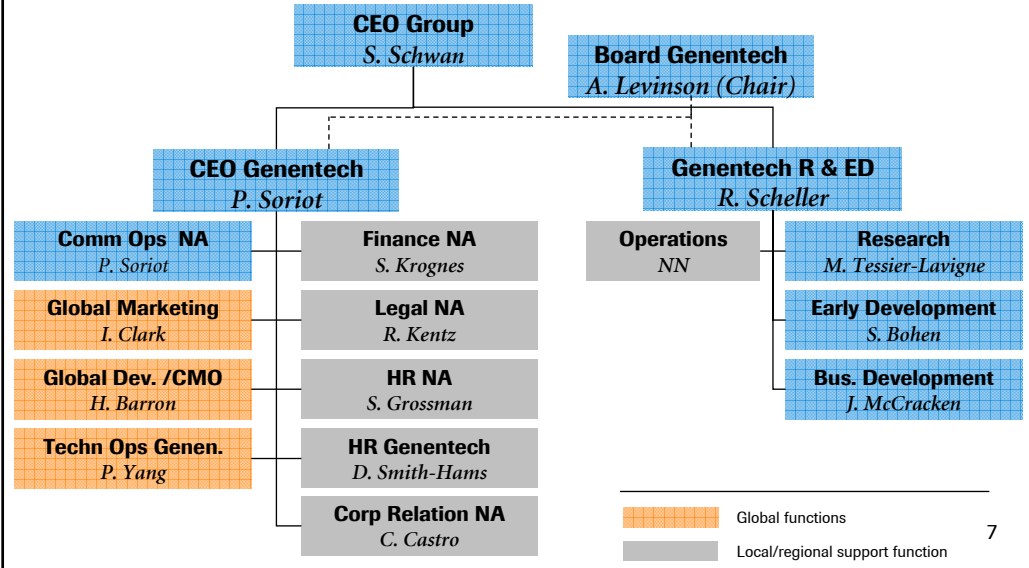 CEO Group
S. Schwan
Board Genentech
A. Levinson (Chair)
CEO Genentech
P. Soriot
Genentech R & ED
R. Scheller
Comm Ops NA
P. Soriot
Finance NA
S. Krognes
Operations
NN
Research
M. Tessier-Lavigne
Global Marketing
I. Clark
Legal NA
R. Kentz
Early Development
S. Bohen
Global Dev. /CMO
H. Barron
HR NA
S. Grossman
Bus. Development
J. McCracken
Techn Ops Genen.
P. Yang
HR Genentech
D. Smith-Hams
Corp Relation NA
C. Castro
Global functions
Local/regional support function
7